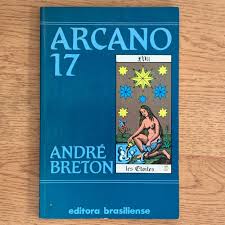 ARCANO
17
XVII
les Étoiles
ANDRÉ
BRETON
editora brasiliense